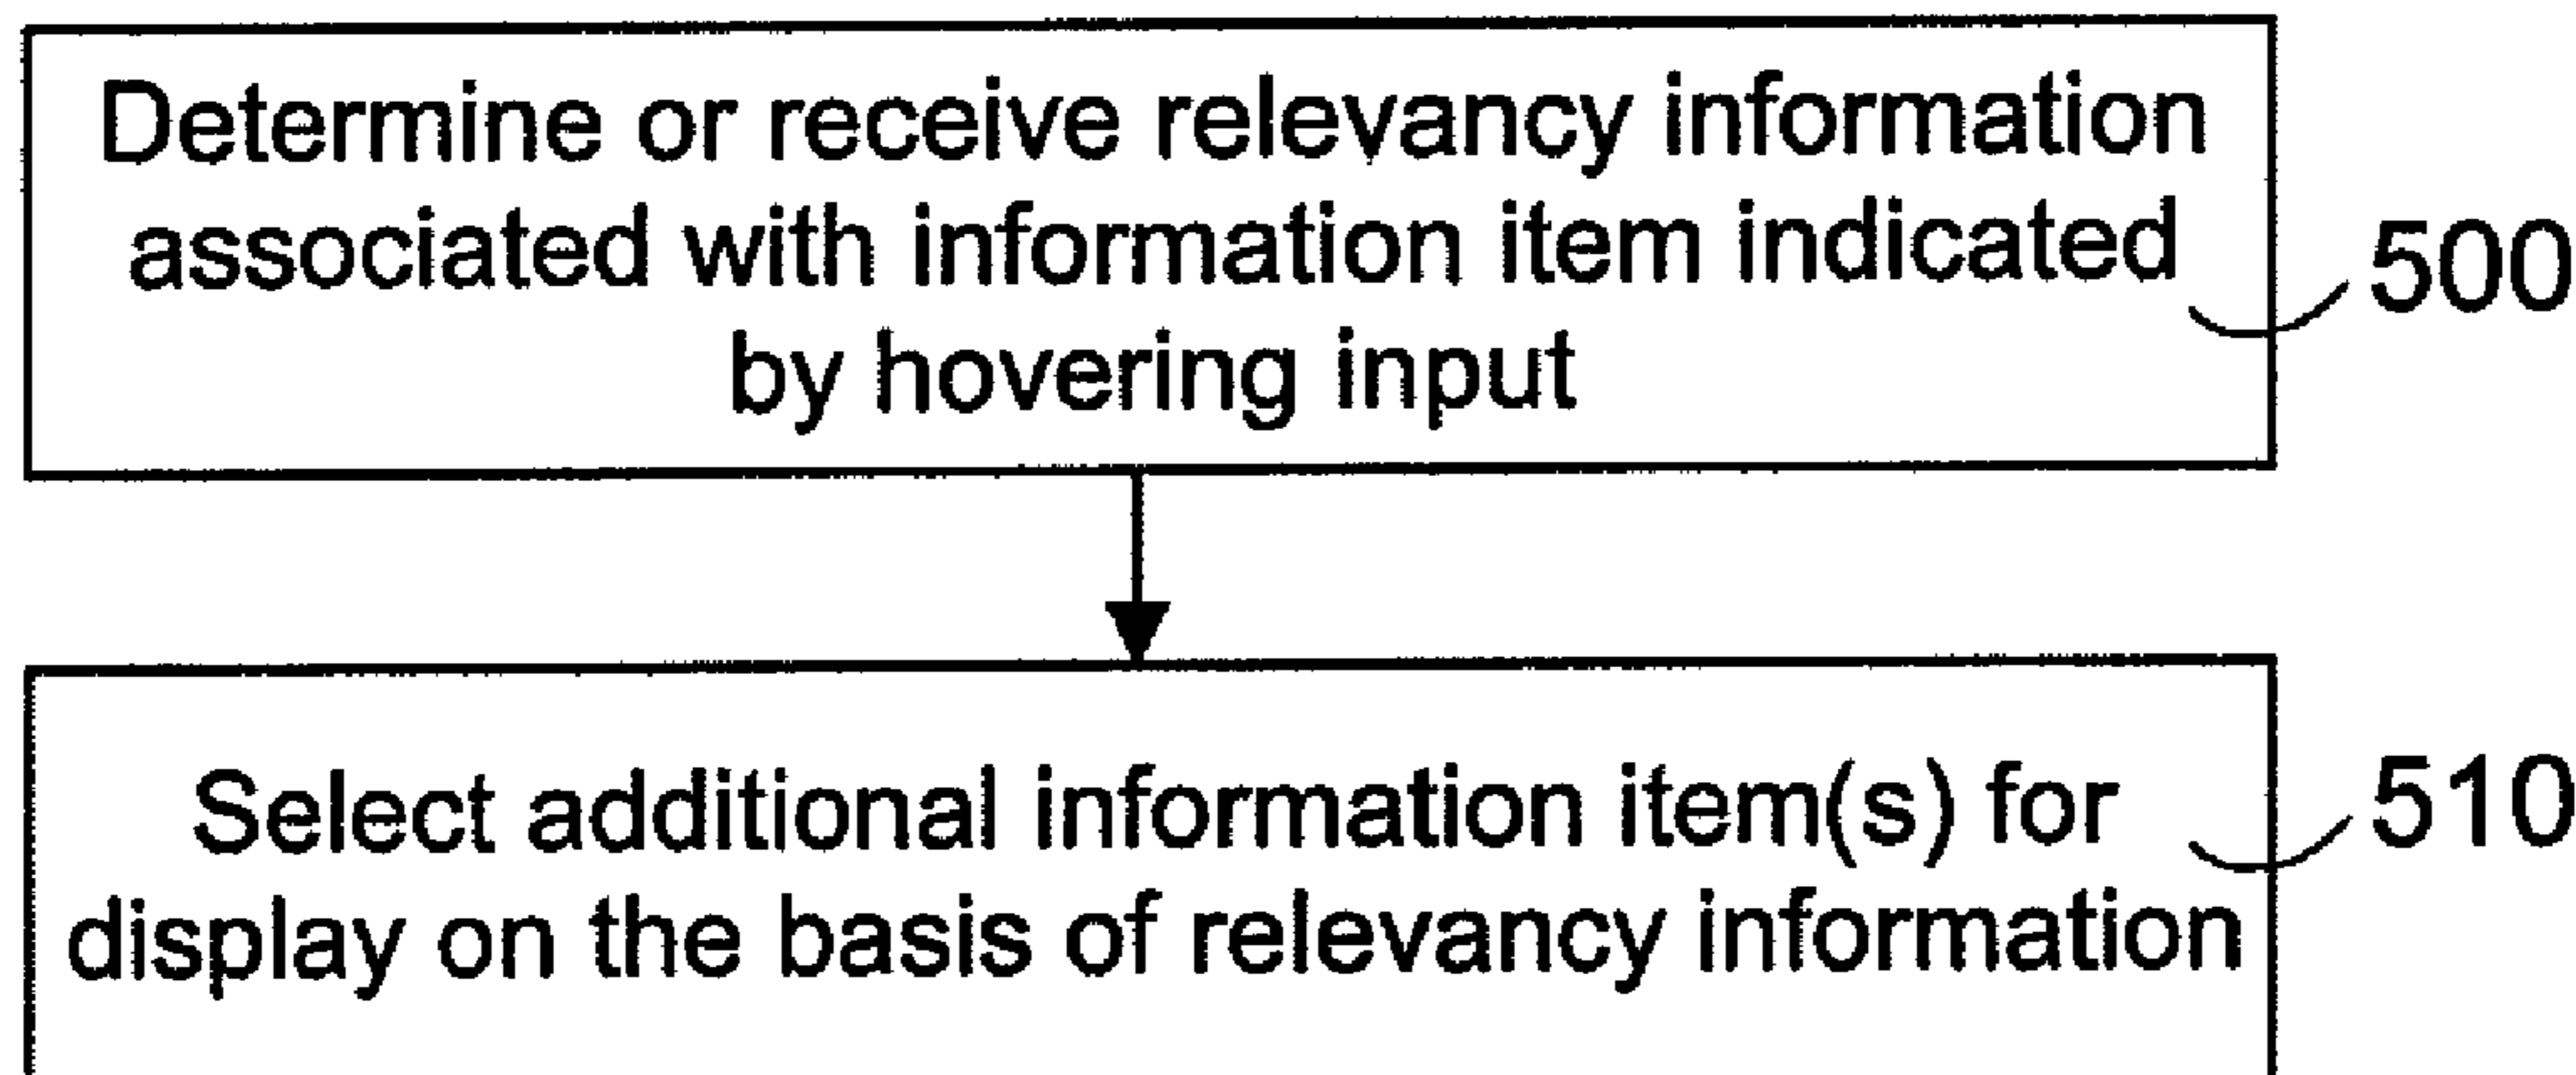 Determine or receive relevancy information
associated with information item indicated
by hovering input
500
Select additional information item(s) for
display on the basis of relevancy information
510